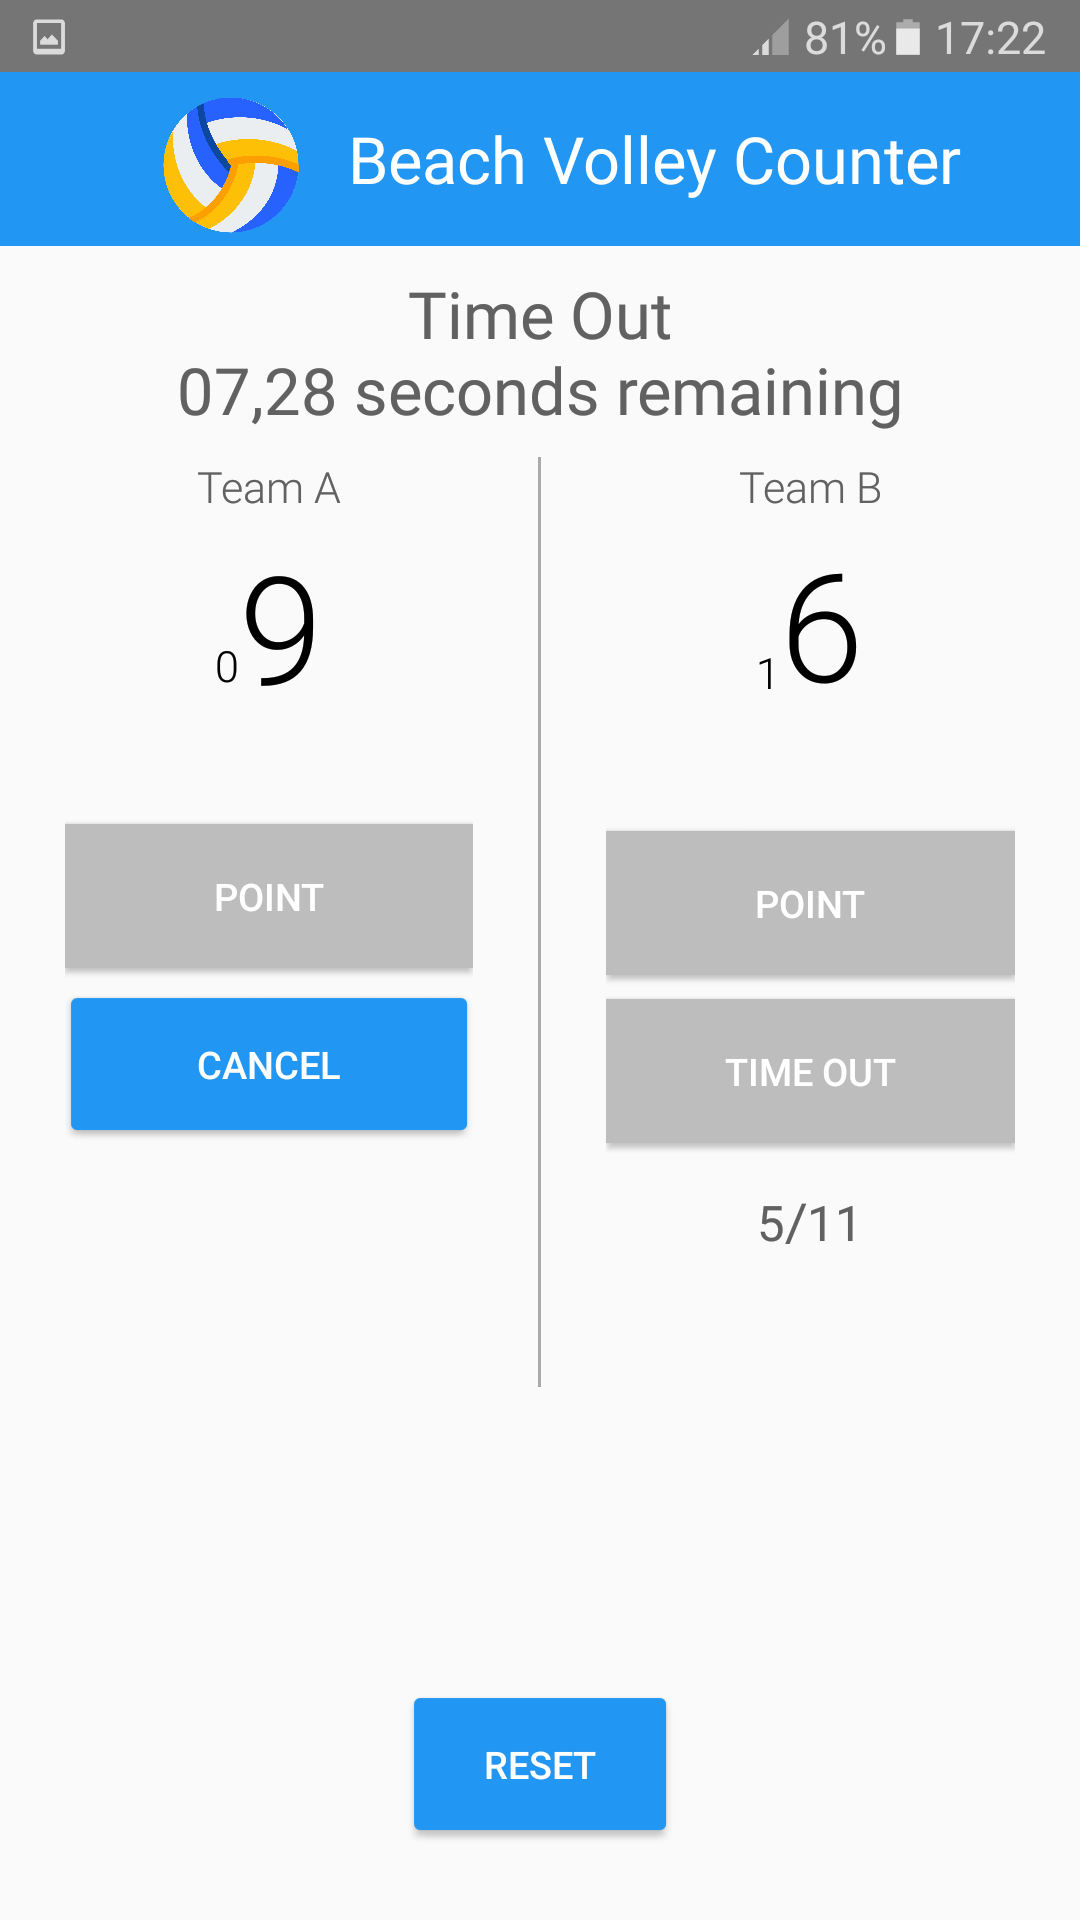 81% 17:22
Beach Volley Counter
Time Out
07,28 seconds remaining
Team A
Team B
0 9
1 6
POINT
POINT
CANCEL
TIME OUT
5/11
RESET